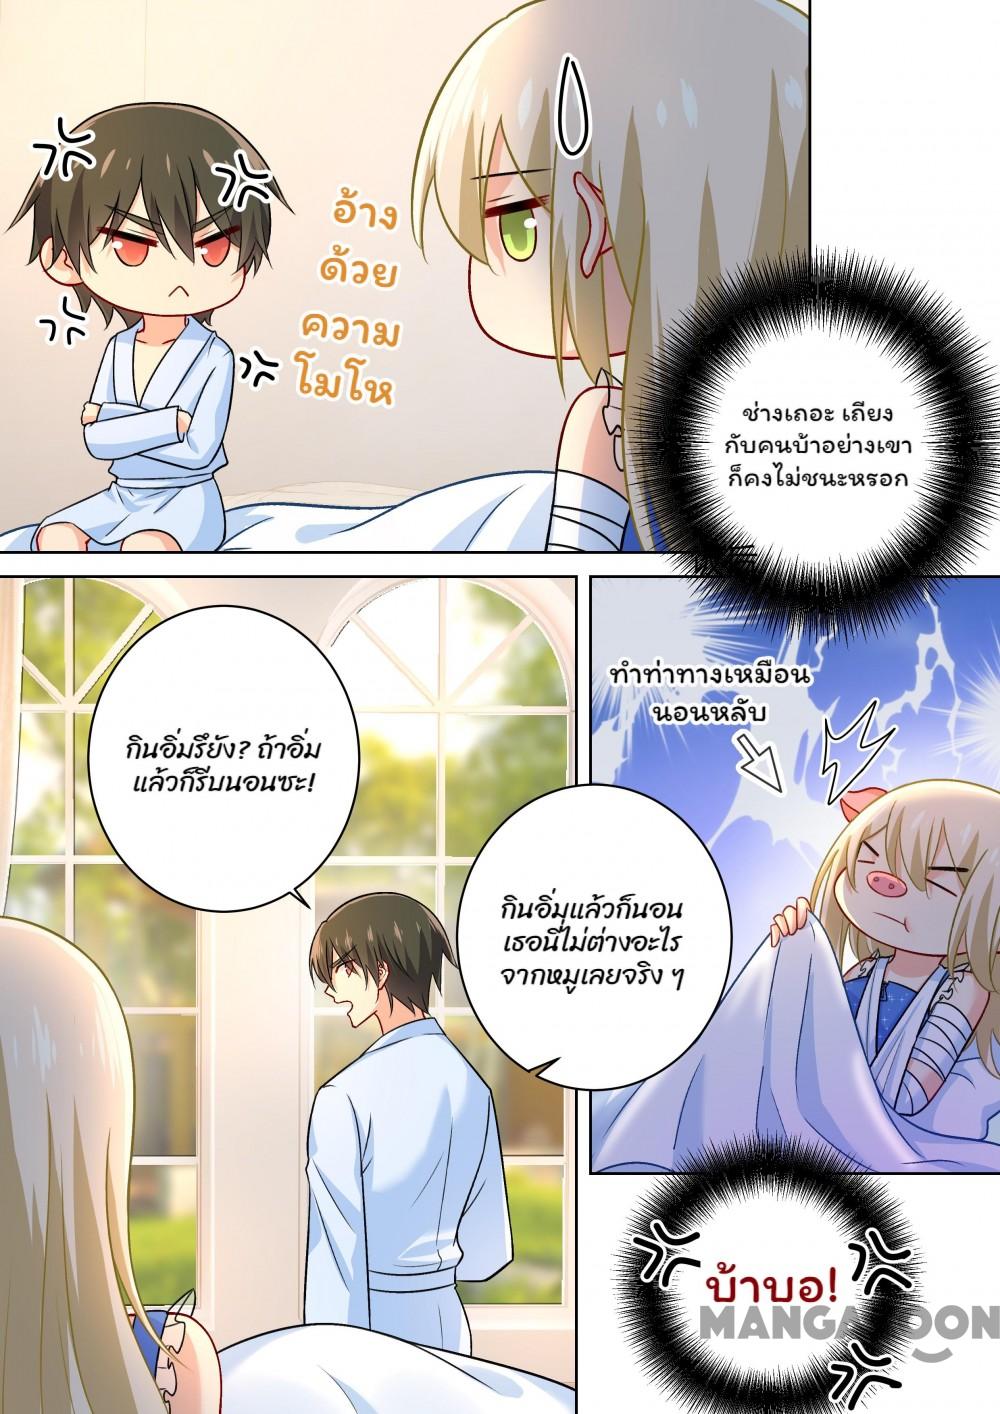 อ้าง
ด้วย
ความ
โมโห
ช่างเถอะ เถียง
กับคนบ้าอย่างเขา
ก็คงไม่ชนะหรอก
กินอิ่มรึยัง? ถ้าอิ่ม
แล้วก็รีบนอนซะ!
ทำท่าทางเหมือน
นอนหลับ
กินอิ่มแล้วก็นอน
เธอนี่ไม่ต่างอะไร
จากหมูเลยจริง ๆ
บ้าบอ!
MANGATOON